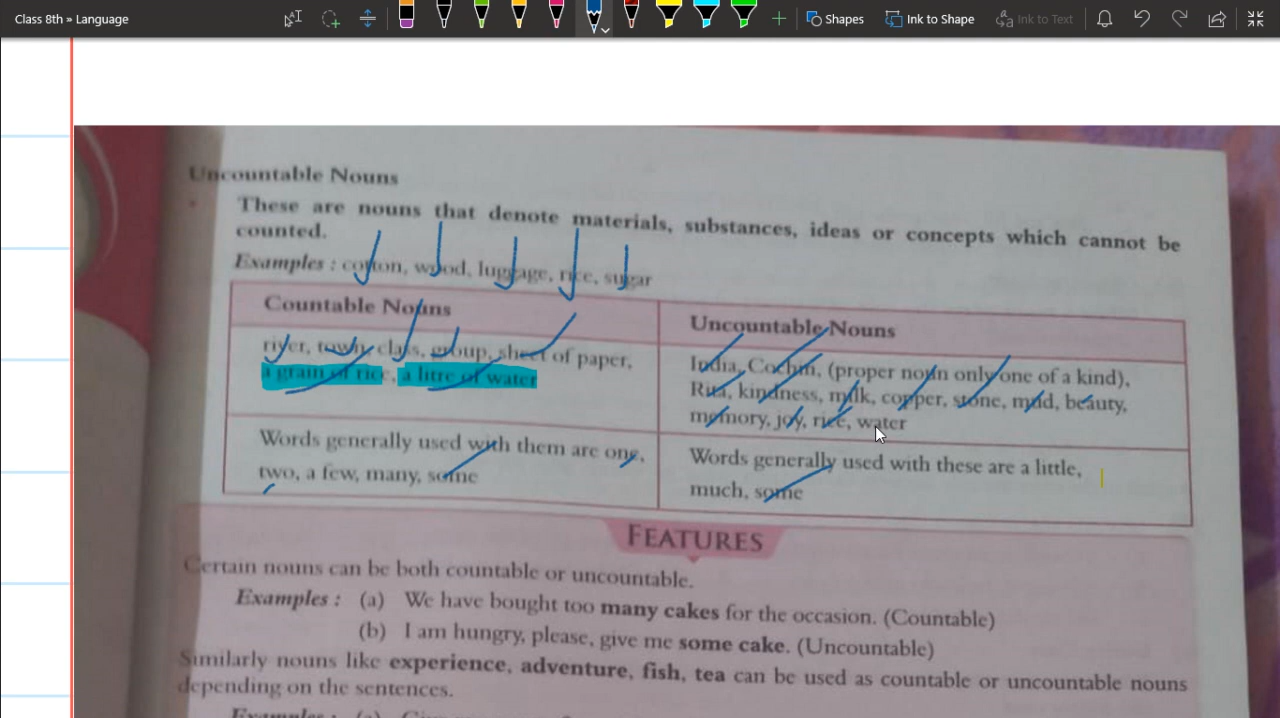 Class 8th » Language
Shapes
Ink to Shape
Ink to Text
Uncountable Nouns
These are nouns that denote materials, substances, ideas or concepts which cannot be
counted.
Examples : cotton, wood, luggage, rice, sugar
Countable Nouns
river, town, class, group, sheet of paper,
a grain of rice, a litre of water
Words generally used with them are one,
two, a few, many, some
Uncountable Nouns
India, Cochin, (proper noun only one of a kind),
Rita, kindness, milk, copper, stone, mud, beauty,
memory, joy, rice, water
Words generally used with these are a little,
much, some
FEATURES
Certain nouns can be both countable or uncountable.
Examples : (a) We have bought too many cakes for the occasion. (Countable)
(b) I am hungry, please, give me some cake. (Uncountable)
Similarly nouns like experience, adventure, fish, tea can be used as countable or uncountable nouns
depending on the sentences.